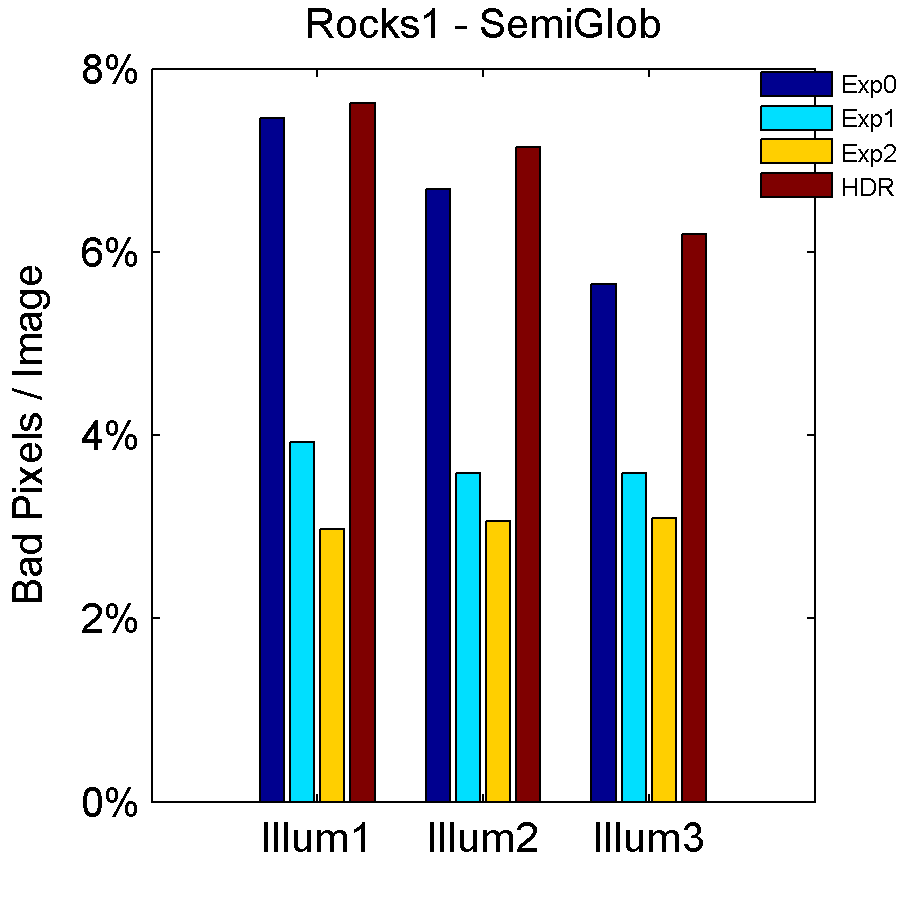 Rocks1 - SemiGlob
8%
6%
4%
2%
0%
Bad Pixels / Image
Illum1
Illum2
Illum3
Exp0
Exp1
Exp2
HDR